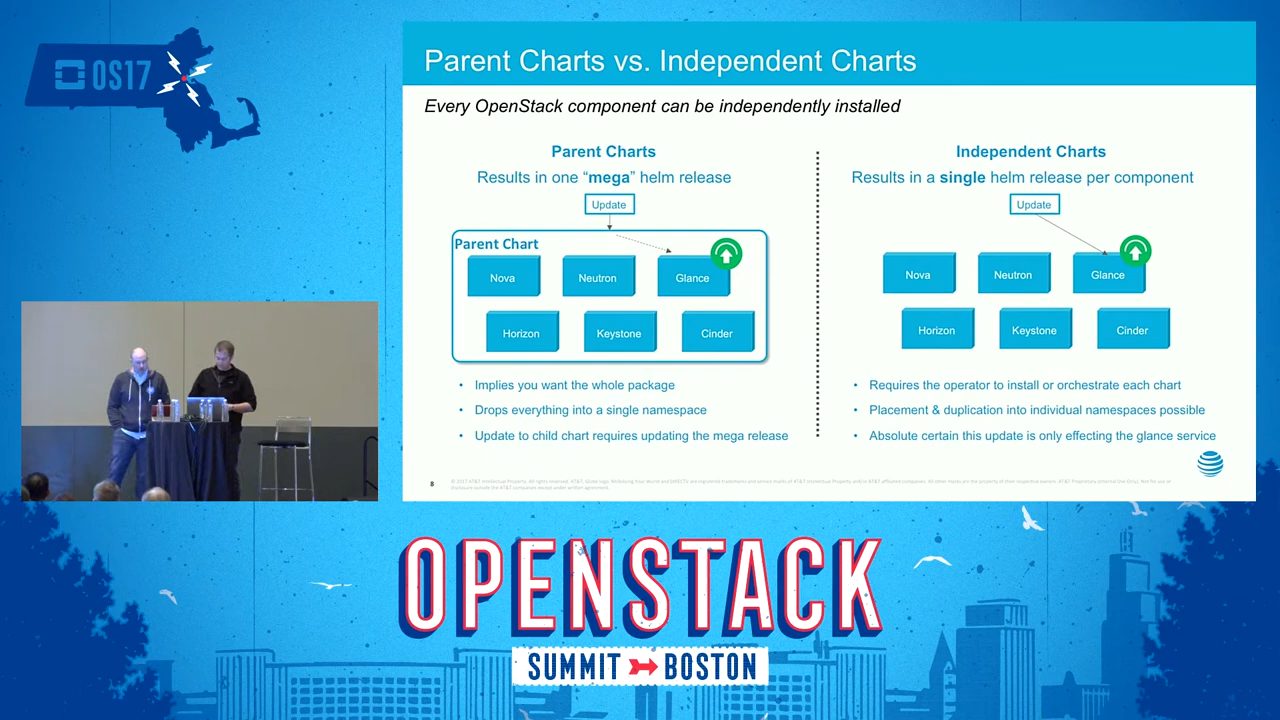 OS17
Parent Charts vs. Independent Charts
Every OpenStack component can be independently installed
Parent Charts
Results in one “mega” helm release
Update
Parent Chart
Nova
Neutron
Glance
Horizon
Keystone
Cinder
• Implies you want the whole package
• Drops everything into a single namespace
• Update to child chart requires updating the mega release
Independent Charts
Results in a single helm release per component
Update
Nova
Neutron
Glance
Horizon
Keystone
Cinder
• Requires the operator to install or orchestrate each chart
• Placement & duplication into individual namespaces possible
• Absolute certain this update is only effecting the glance service
8
OPENSTACK
SUMMIT BOSTON